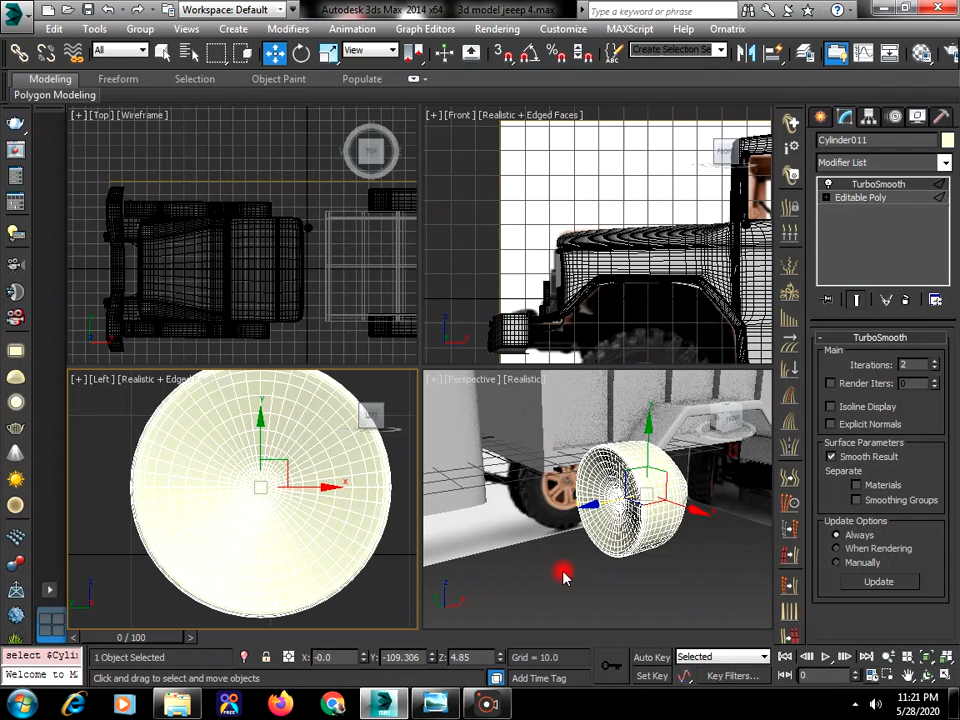 Workspace: Default
Autodesk 3ds Max 2014 x64
3d model jeeep 4.max
Type a keyword or phrase
Edit
Tools
Group
Views
Create
Modifiers
Animation
Graph Editors
Rendering
Customize
MAXScript
Help
Ornatrix
All
View
Create Selection Se
Modeling
Freeform
Selection
Object Paint
Populate
Polygon Modeling
[+][Top][Wireframe]
TOP
[+][Front][Realistic + Edged Faces]
Cylinder011
Modifier List
TurboSmooth
Editable Poly
TurboSmooth
Main
Iterations: 2
Render Iters: 0
Isoline Display
Explicit Normals
Surface Parameters
Smooth Result
Separate
Materials
Smoothing Groups
Update Options
Always
When Rendering
Manually
Update
[+][Left][Realistic + Edge
[+][Perspective][Realistic]
y
x
0 / 100
select $Cyli
Welcome to M
1 Object Selected
X: -0.0
Y: -109.306
Z: 4.85
Grid = 10.0
Click and drag to select and move objects
Add Time Tag
Auto Key
Selected
Set Key
Key Filters...
0
11:21 PM
5/28/2020